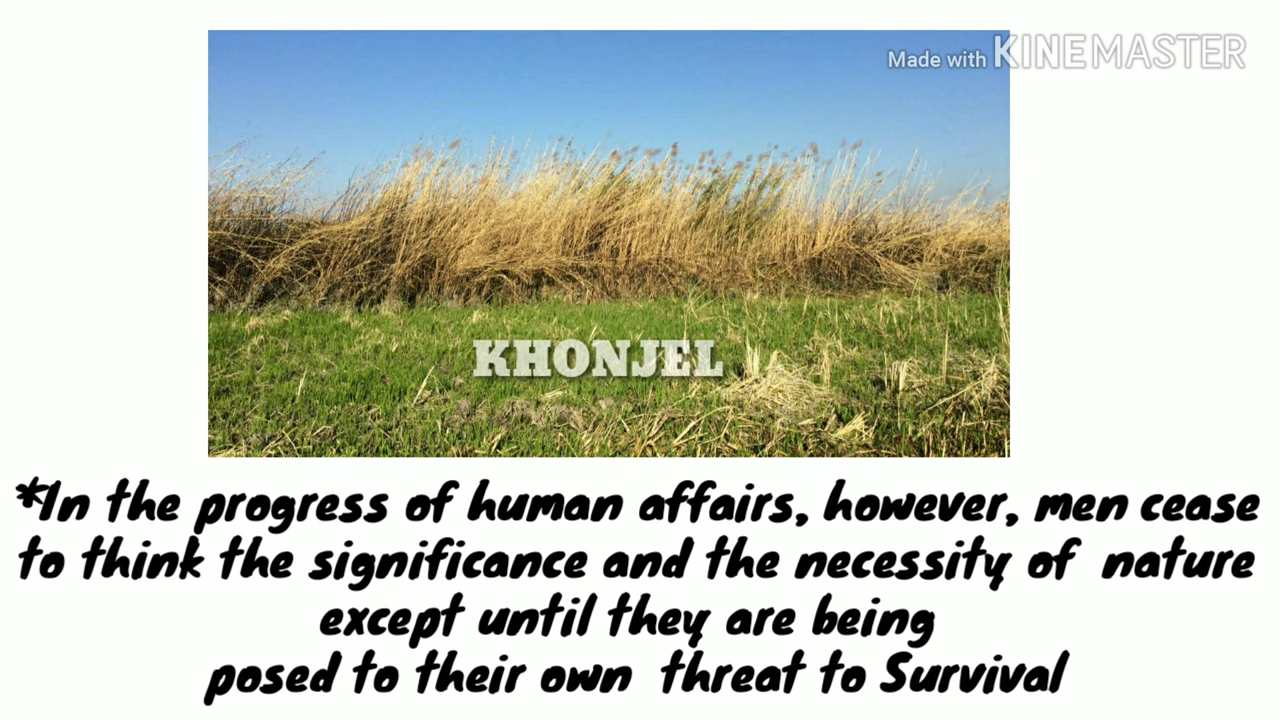 Made with KINEMASTER
KHONJEL
*In the progress of human affairs, however, men cease
to think the significance and the necessity of nature
except until they are being
posed to their own threat to Survival